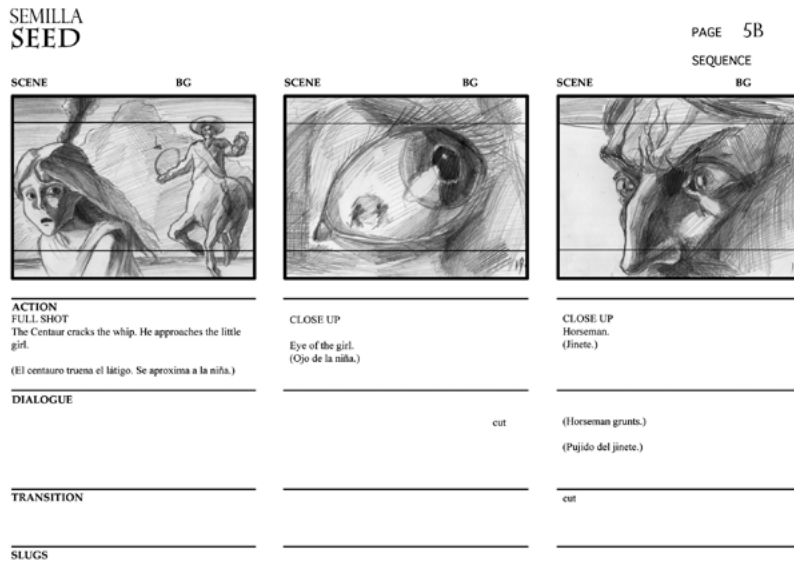 SEMILLA
SEED
PAGE 5B
SEQUENCE
SCENE BG
SCENE BG
SCENE BG
ACTION
FULL SHOT
The Centaur cracks the whip. He approaches the little
girl.
(El centauro truena el látigo. Se aproxima a la niña.)
CLOSE UP
Eye of the girl.
(Ojo de la niña.)
CLOSE UP
Horseman.
(Jinete.)
DIALOGUE
cut
(Horseman grunts.)
(Pujido del jinete.)
TRANSITION
cut
SLUGS